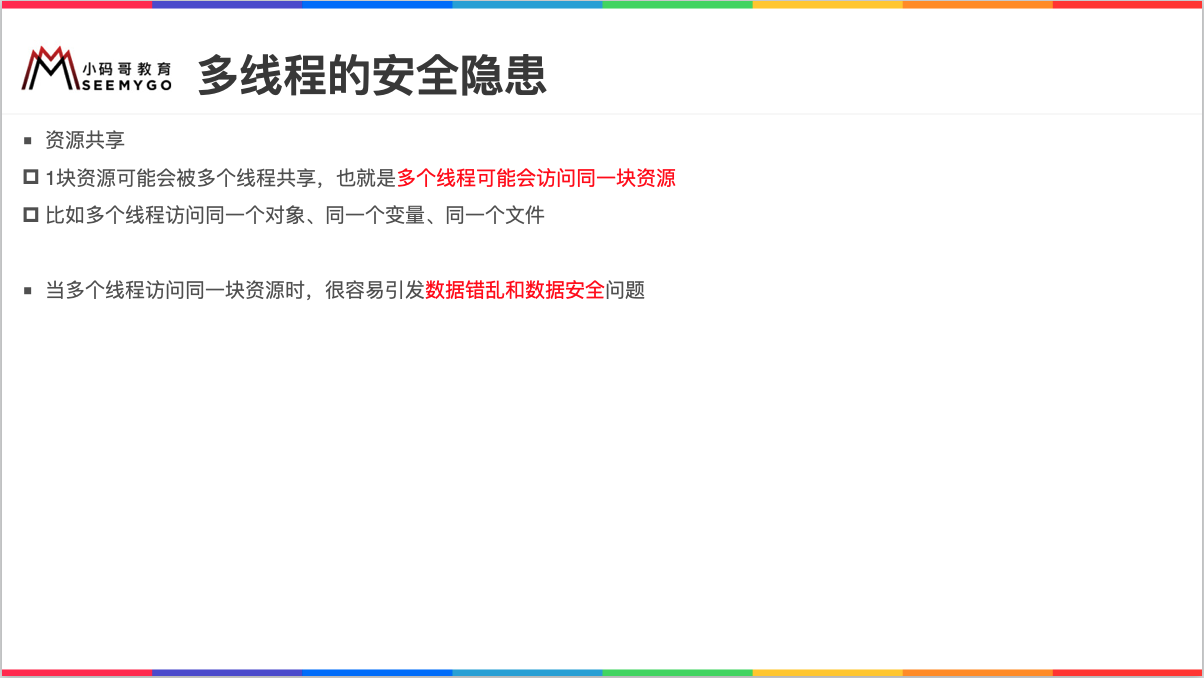 小码哥教育
SEEMYGO
多线程的安全隐患
资源共享
1块资源可能会被多个线程共享，也就是多个线程可能会访问同一块资源
比如多个线程访问同一个对象、同一个变量、同一个文件
当多个线程访问同一块资源时，很容易引发数据错乱和数据安全问题